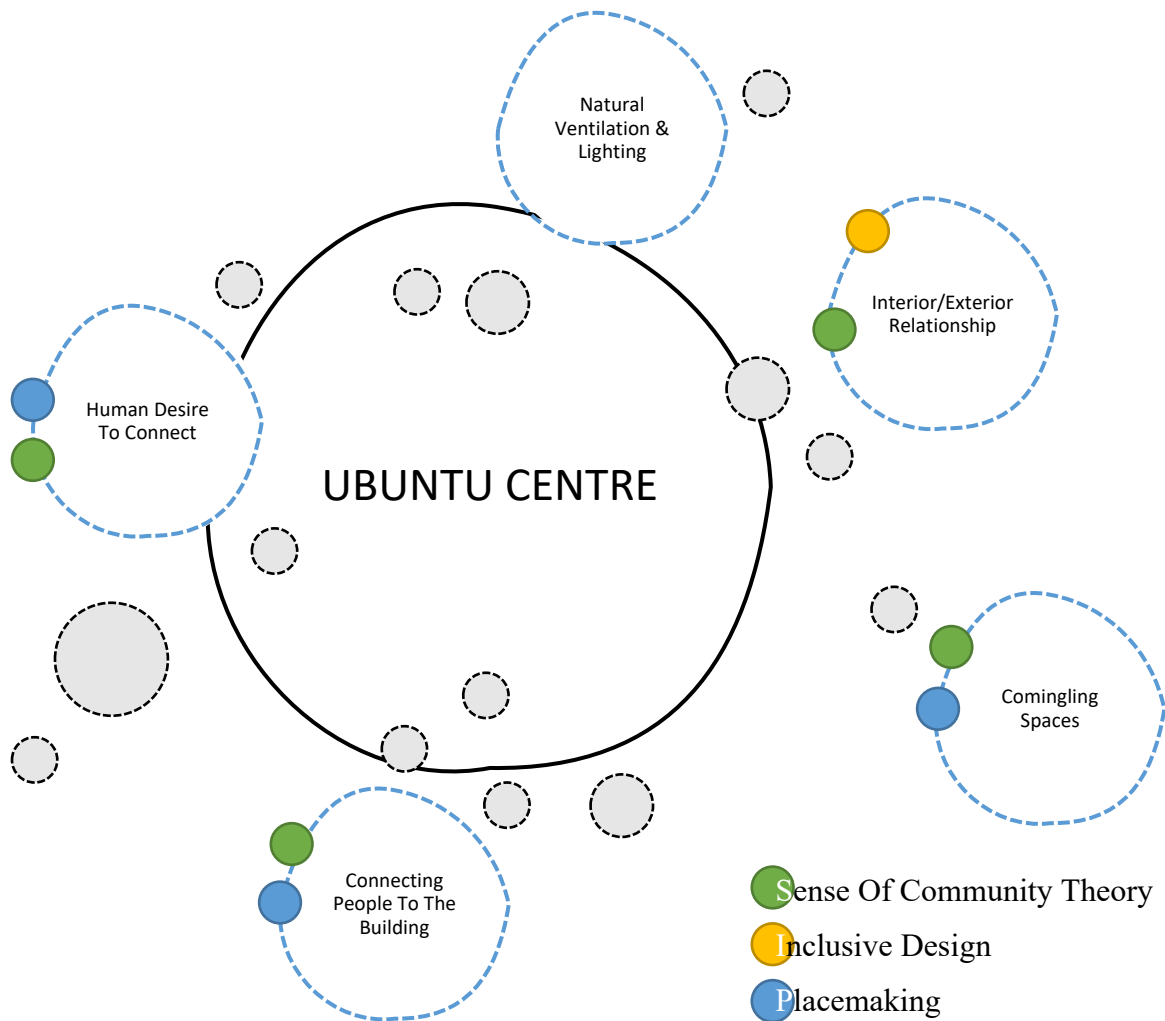 Natural
Ventilation &
Lighting
Interior/Exterior
Relationship
Human Desire
To Connect
UBUNTU CENTRE
Comingling
Spaces
Connecting
People To The
Building
Sense Of Community Theory
Inclusive Design
Placemaking